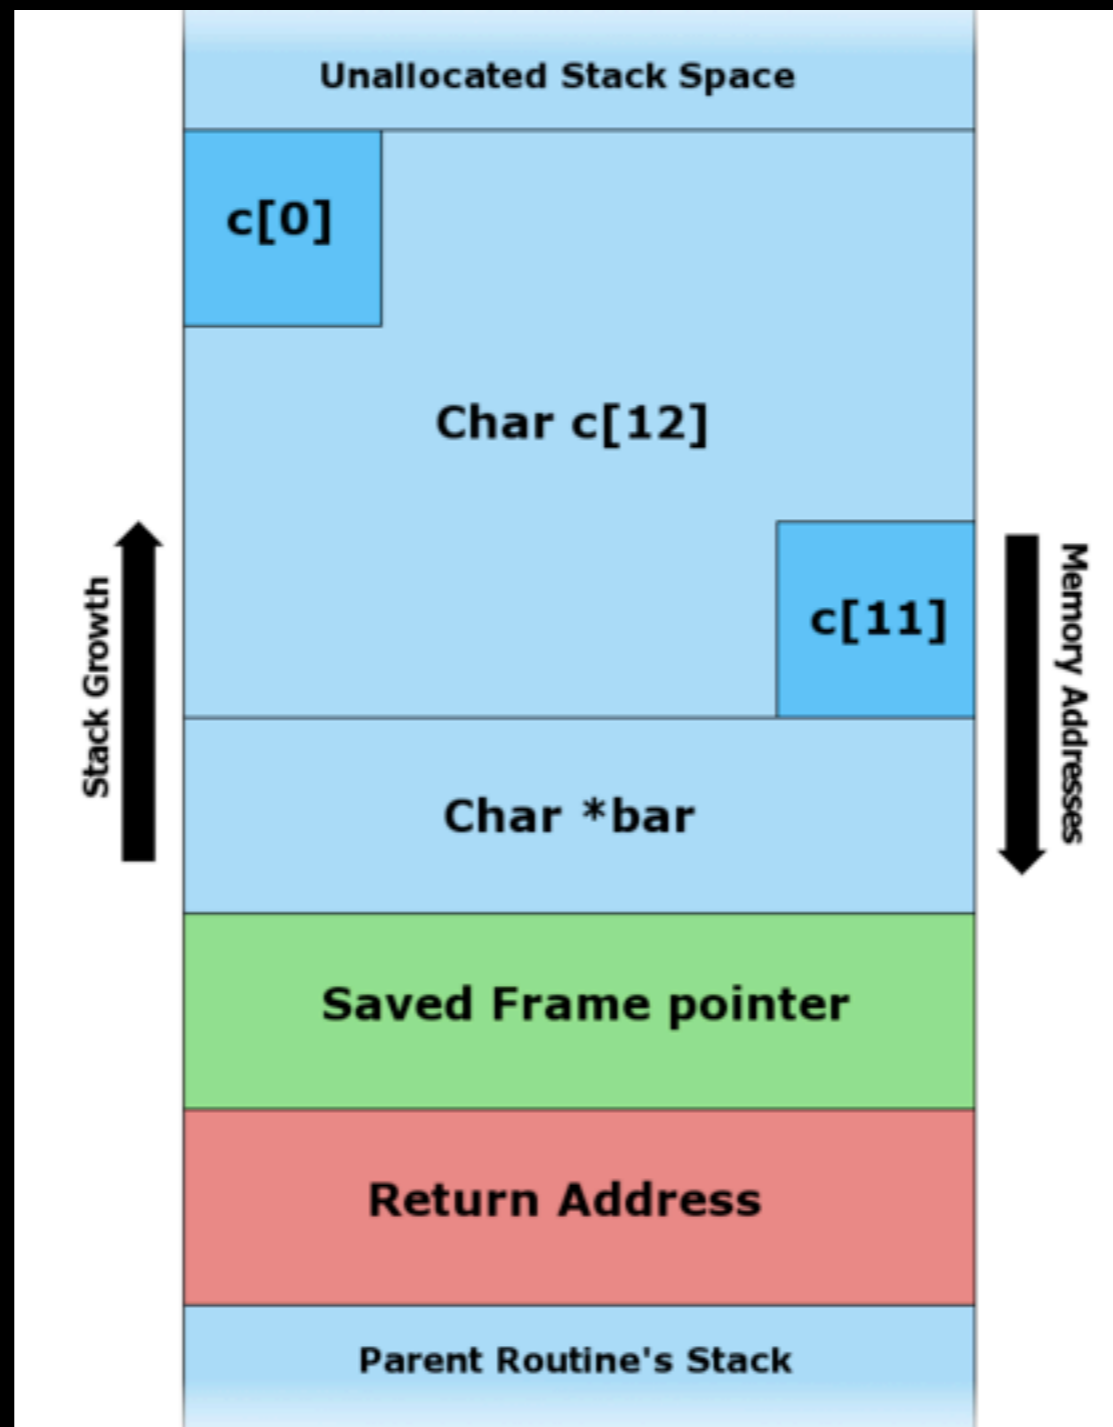 Unallocated Stack Space
c[0]
Char c[12]
Stack Growth
Memory Addresses
c[11]
Char *bar
Saved Frame pointer
Return Address
Parent Routine's Stack